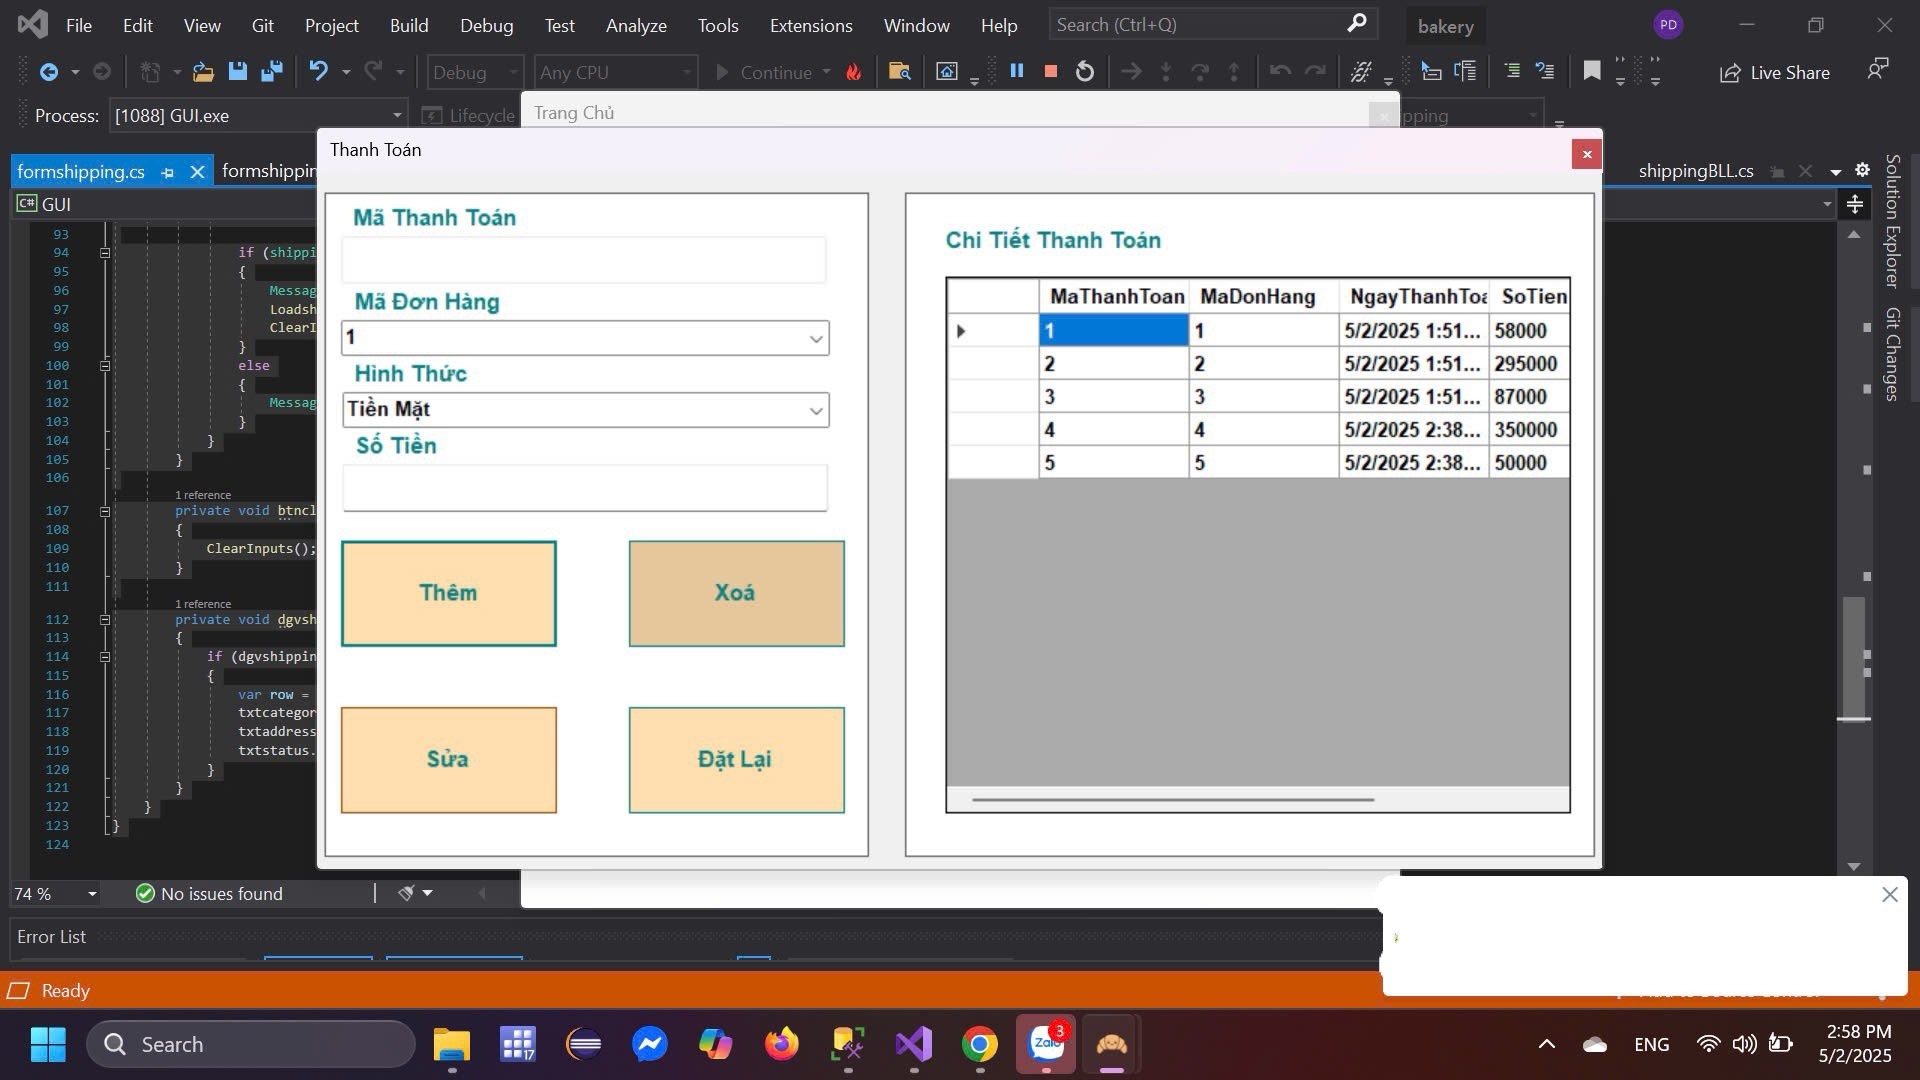 File Edit View Git Project Build Debug Test Analyze Tools Extensions Window Help Search (Ctrl+Q) bakery PD
Debug Any CPU Continue Live Share
Process: [1088] GUI.exe Lifecycle
Trang Chủ
Thanh Toán
formshipping.cs
shippingBLL.cs
C# GUI
Solution Explorer
Git Changes
93
94 if (shippi
95 {
96 Messag
97 Loadsh
98 ClearI
99 }
100 else
101 {
102 Messag
103 }
104 }
105 }
106
1 reference
107 private void btncl
108 {
109 ClearInputs();
110 }
111
1 reference
112 private void dgvsh
113 {
114 if (dgvshippin
115 {
116 var row =
117 txtcategor
118 txtaddress
119 txtstatus.
120 }
121 }
122 }
123 }
124
Mã Thanh Toán
Mã Đơn Hàng
1
Hình Thức
Tiền Mặt
Số Tiền
Thêm Xoá
Sửa Đặt Lại
Chi Tiết Thanh Toán
MaThanhToan MaDonHang NgayThanhToa SoTien
1 1 5/2/2025 1:51... 58000
2 2 5/2/2025 1:51... 295000
3 3 5/2/2025 1:51... 87000
4 4 5/2/2025 2:38... 350000
5 5 5/2/2025 2:38... 50000
74 % No issues found
Error List
Ready
Search 17 Zalo 3 ENG
2:58 PM
5/2/2025